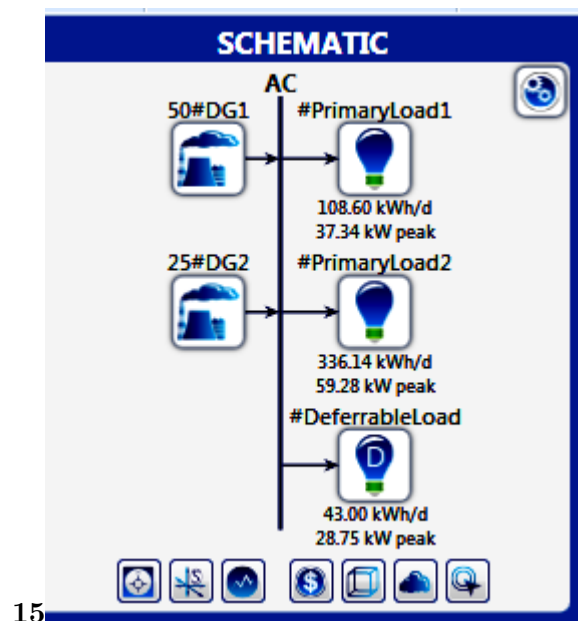 SCHEMATIC
AC
50#DG1 #PrimaryLoad1
108.60 kWh/d
37.34 kW peak
25#DG2 #PrimaryLoad2
336.14 kWh/d
59.28 kW peak
#DeferrableLoad
D
43.00 kWh/d
28.75 kW peak
15